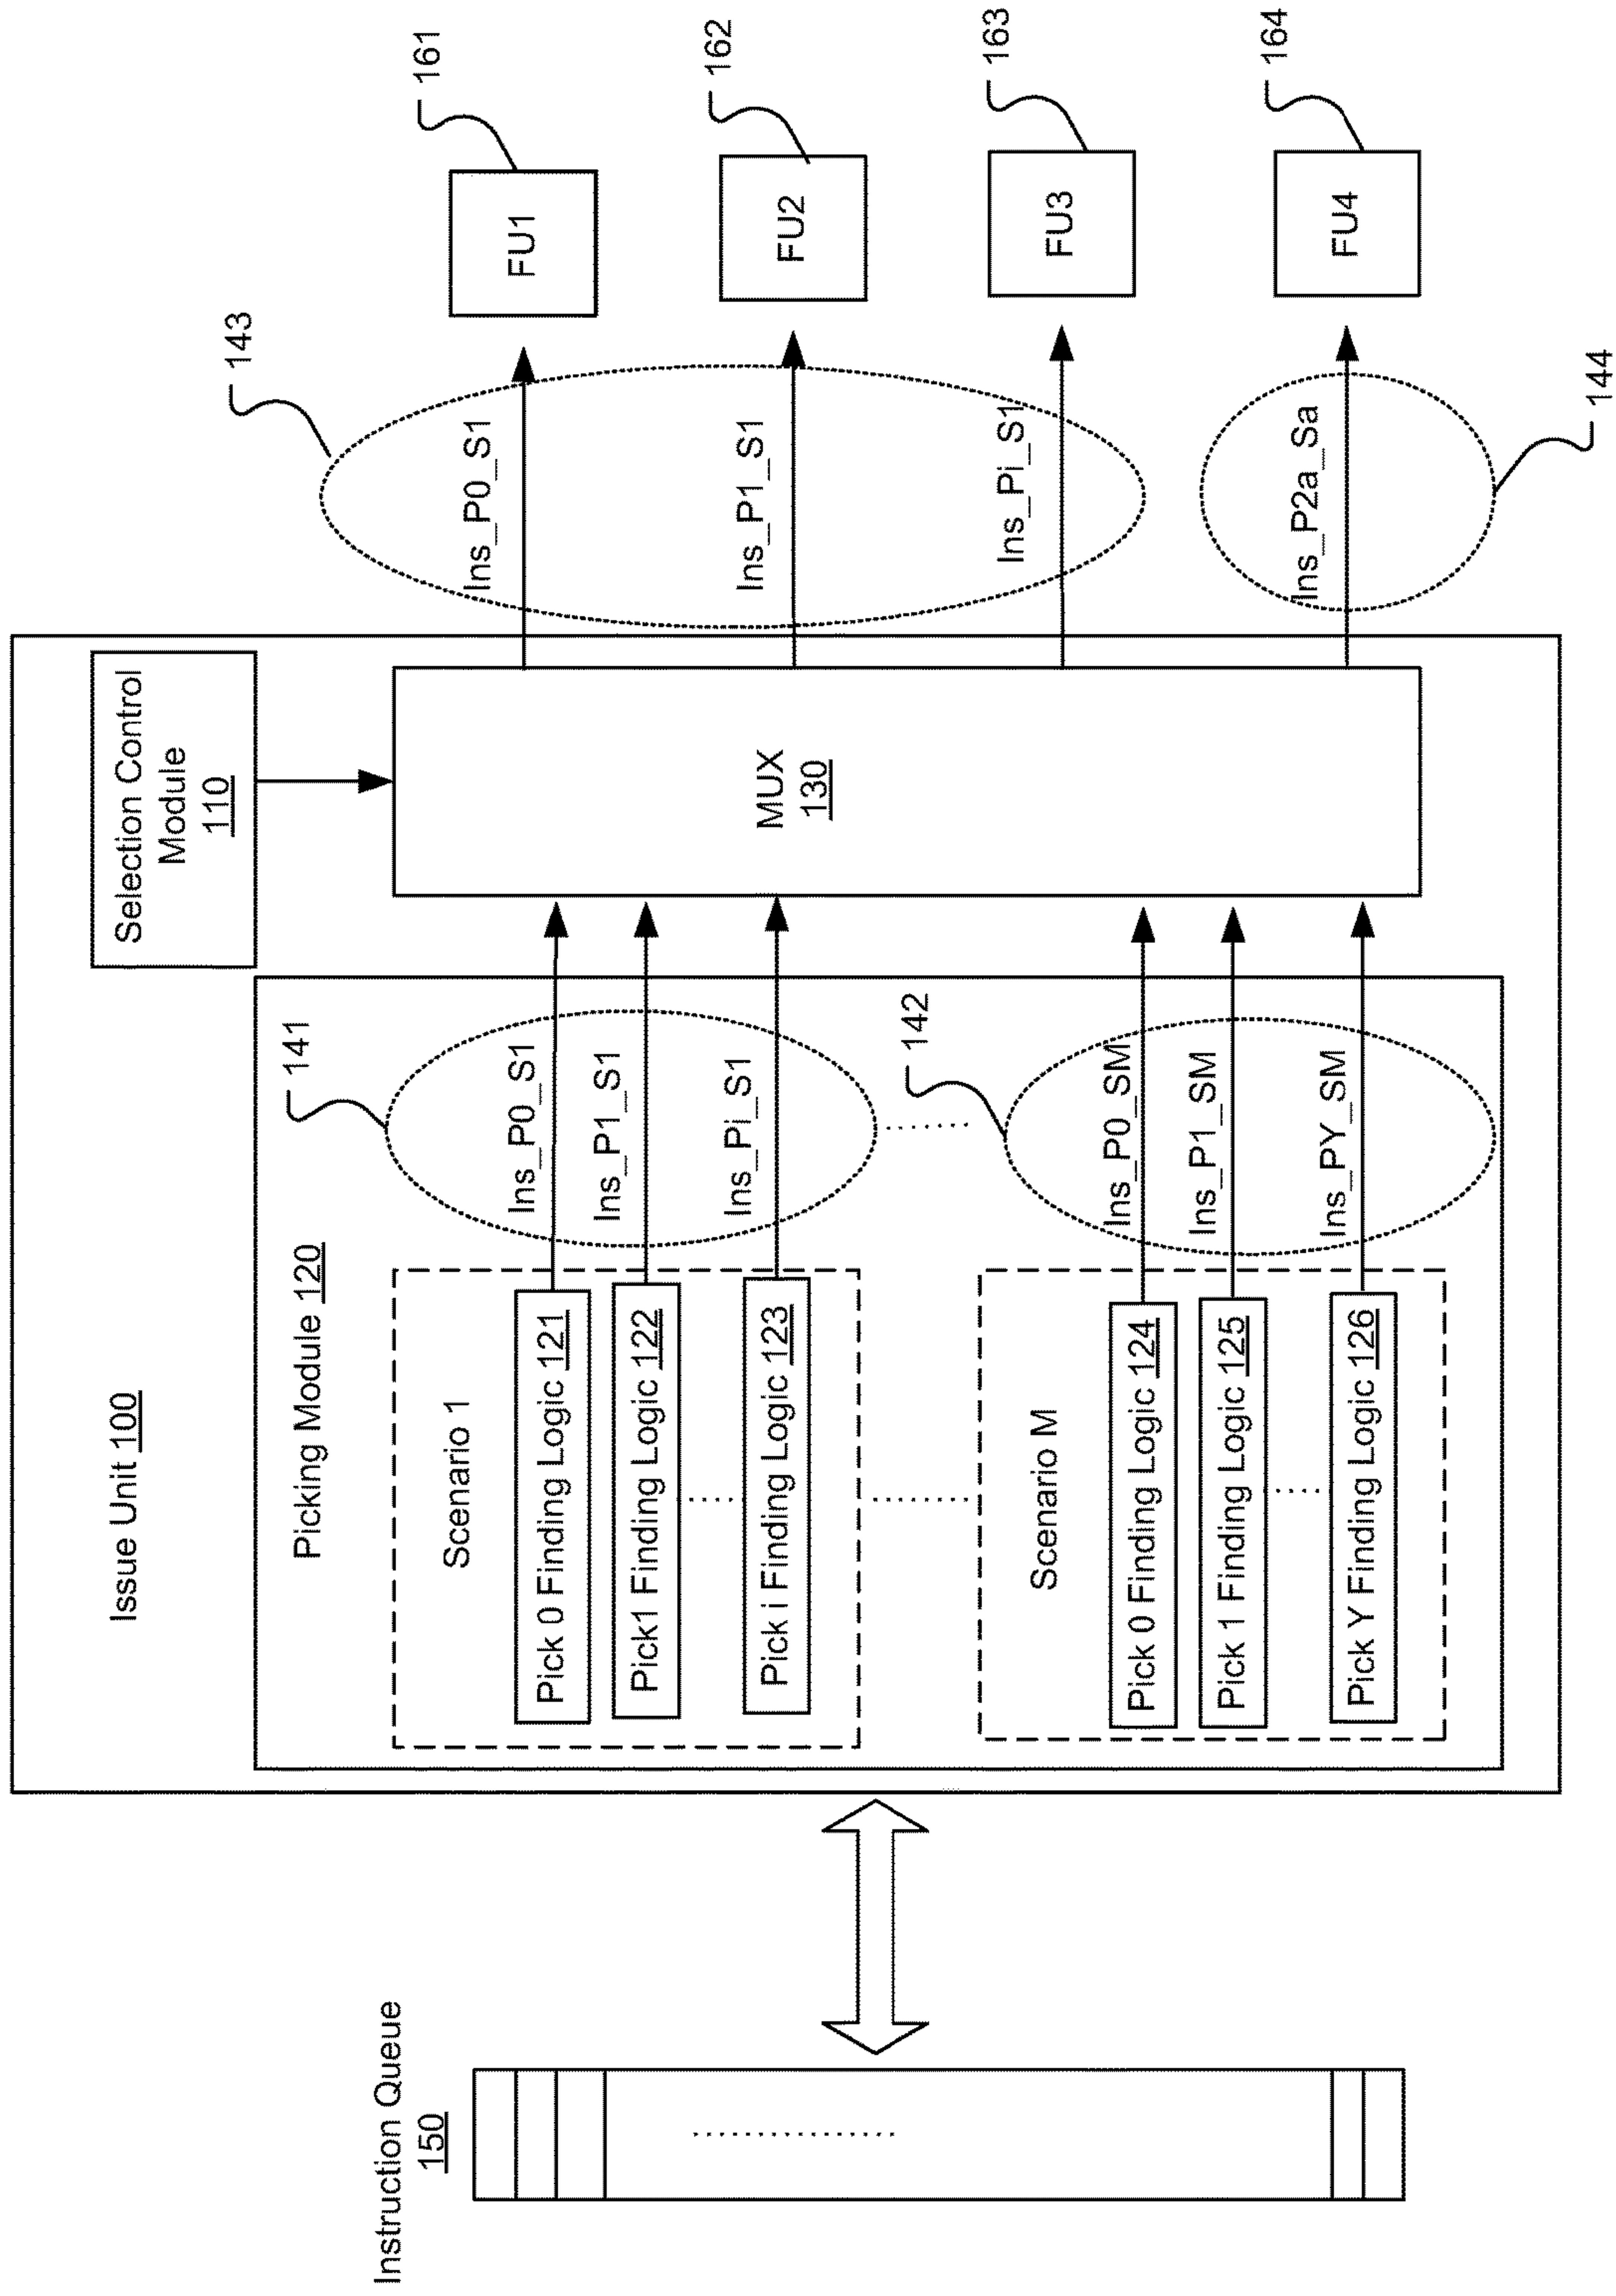 Issue Unit 100
Picking Module 120
Selection Control
Module
110
Scenario 1
Pick 0 Finding Logic 121
Pick1 Finding Logic 122
Pick i Finding Logic 123
141
Ins_P0_S1
Ins_P1_S1
Ins_Pi_S1
Scenario M
Pick 0 Finding Logic 124
Pick 1 Finding Logic 125
Pick Y Finding Logic 126
142
Ins_P0_SM
Ins_P1_SM
Ins_PY_SM
MUX
130
143
Ins_P0_S1
Ins_P1_S1
Ins_Pi_S1
Ins_P2a_Sa
144
FU1
161
FU2
162
FU3
163
FU4
164
Instruction Queue
150